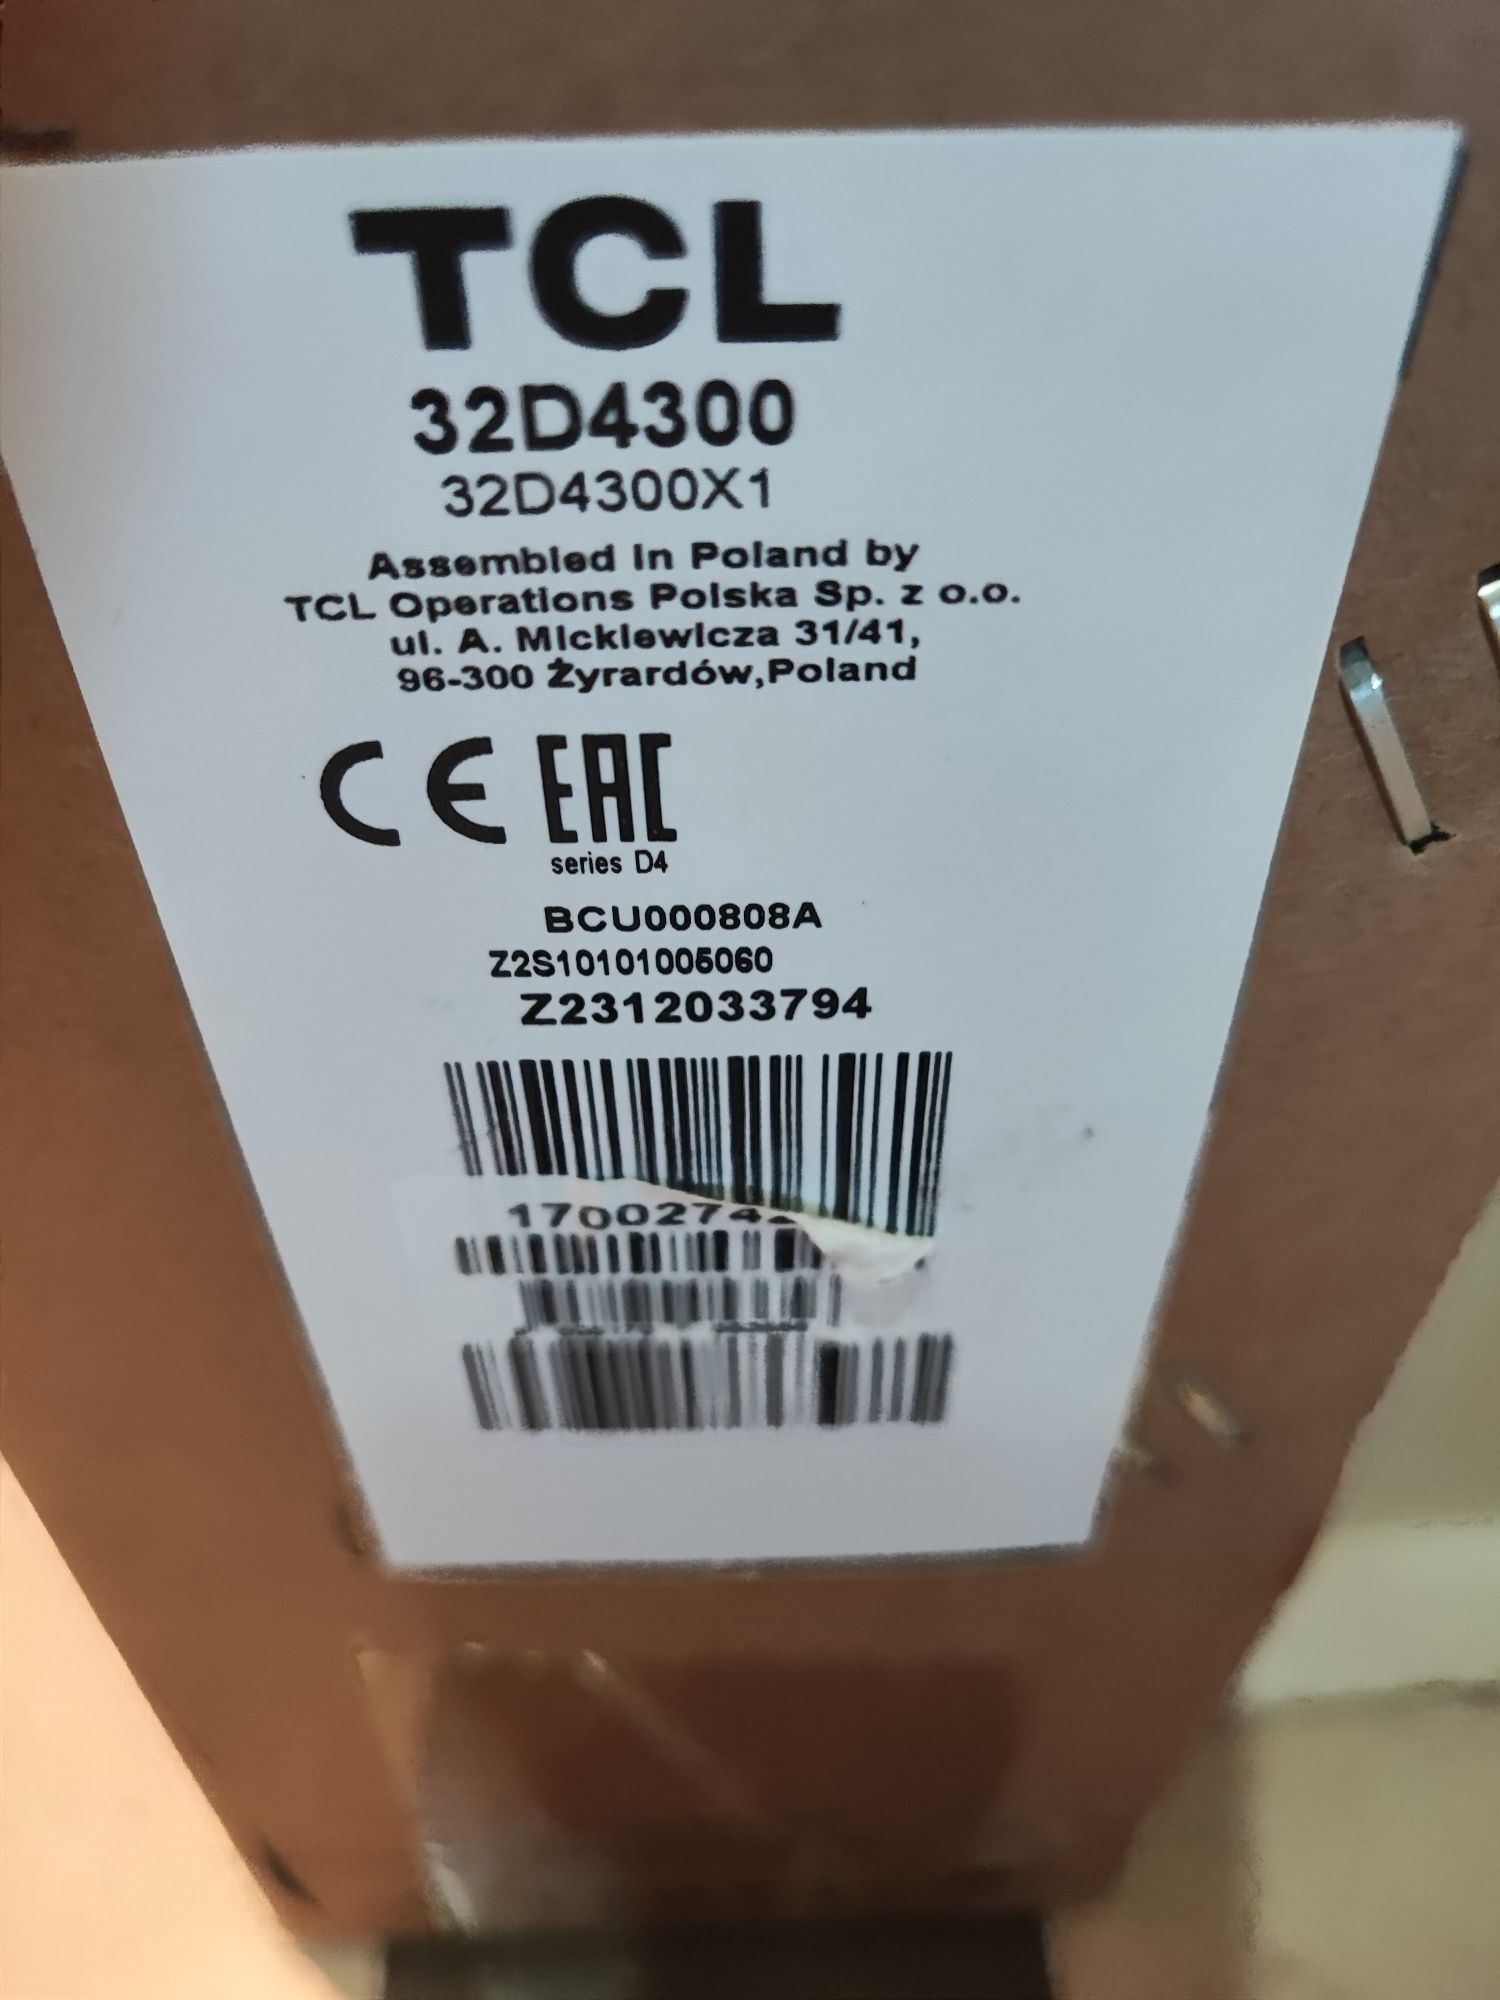 TCL
32D4300
32D4300X1
Assembled in Poland by
TCL Operations Polska Sp. z o.o.
ul. A. Mickiewicza 31/41,
96-300 Żyrardów,Poland
CE EAC
series D4
BCU000808A
Z2S10101005060
Z2312033794